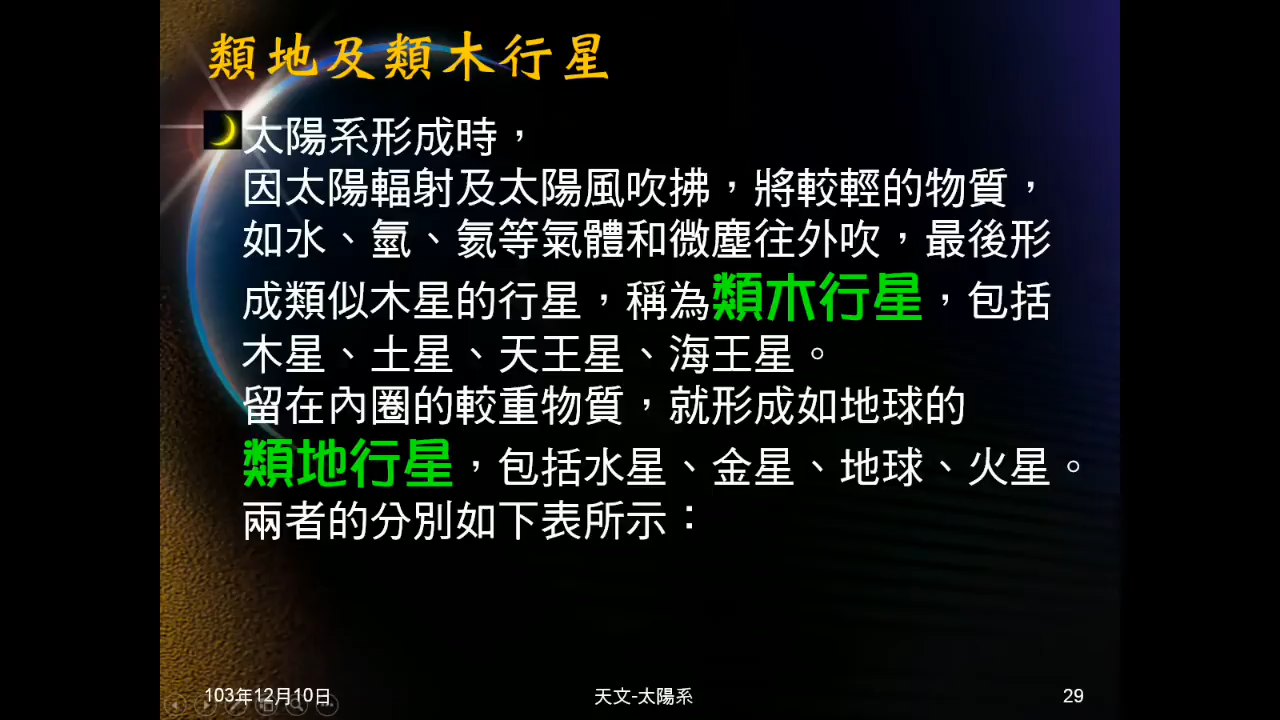 類地及類木行星
太陽系形成時，
因太陽輻射及太陽風吹拂，將較輕的物質，
如水、氫、氦等氣體和微塵往外吹，最後形
成類似木星的行星，稱為類木行星，包括
木星、土星、天王星、海王星。
留在內圈的較重物質，就形成如地球的
類地行星，包括水星、金星、地球、火星。
兩者的分別如下表所示：
103年12月10日
天文-太陽系
29